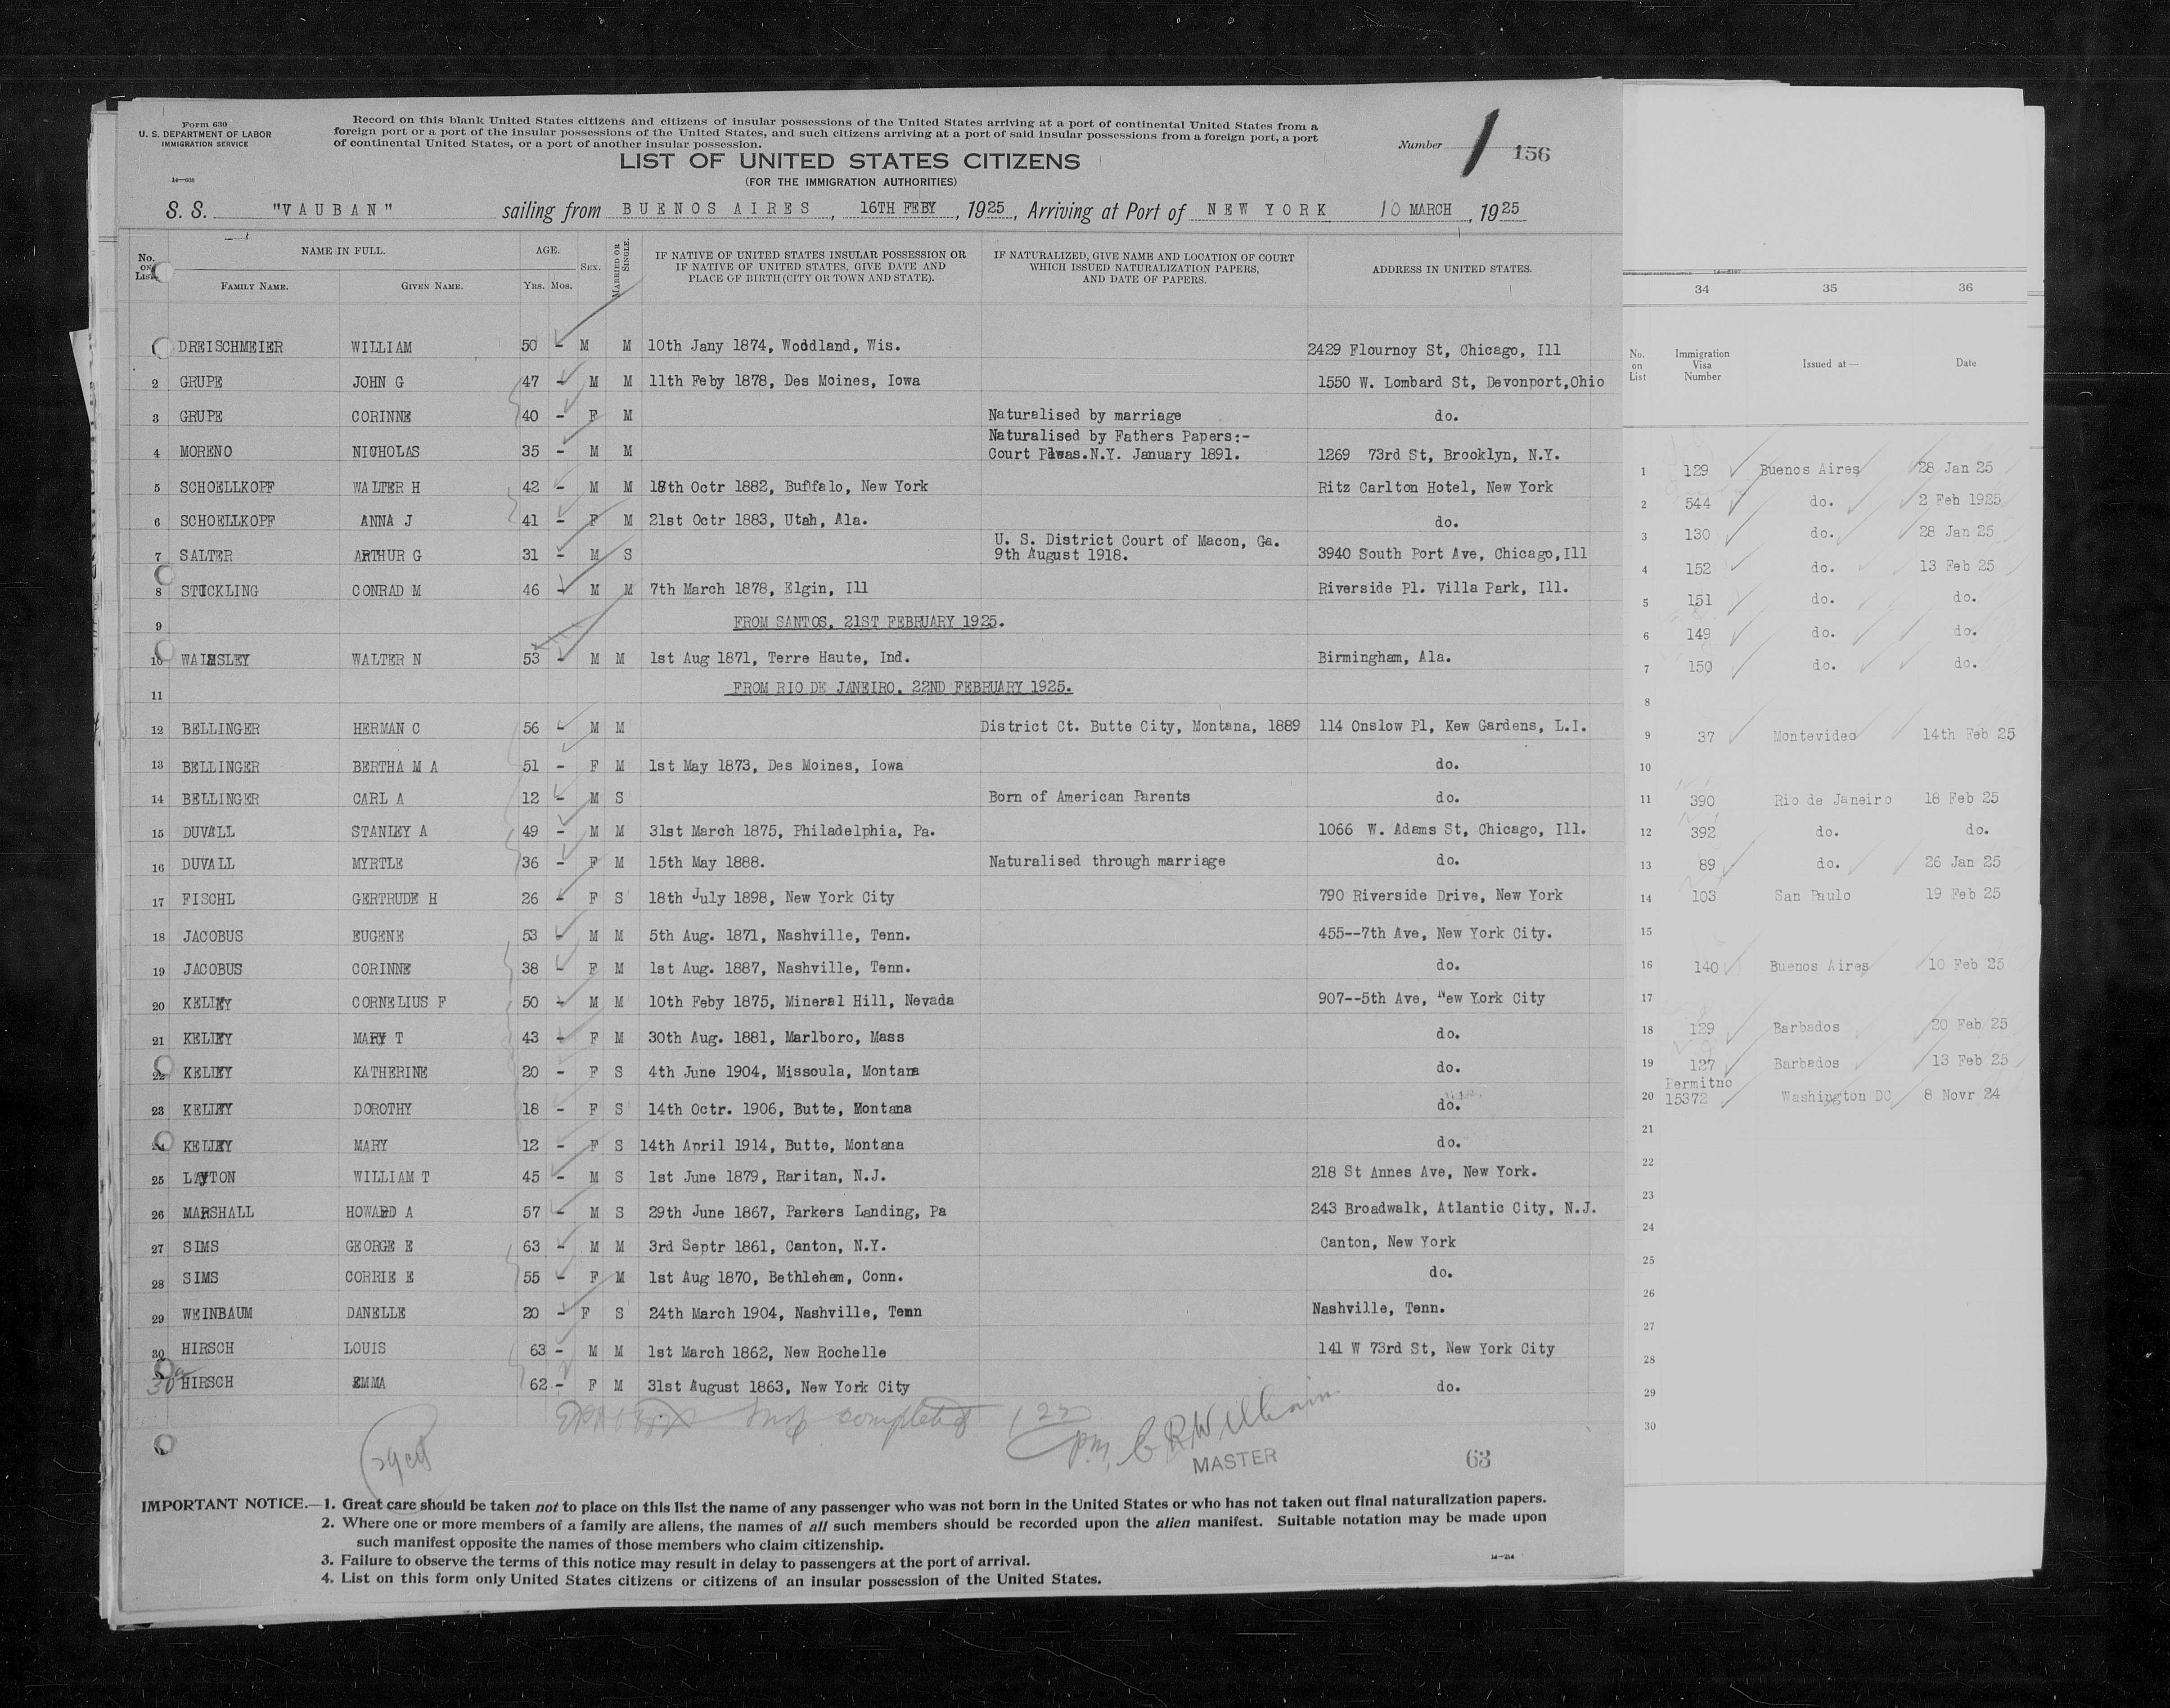 Form 630
U. S. DEPARTMENT OF LABOR
IMMIGRATION SERVICE
14—608
Record on this blank United States citizens and citizens of insular possessions of the United States arriving at a port of continental United States from a
foreign port or a port of the insular possessions of the United States, and such citizens arriving at a port of said insular possessions from a foreign port, a port
of continental United States, or a port of another insular possession.
Number 1 156
LIST OF UNITED STATES CITIZENS
(FOR THE IMMIGRATION AUTHORITIES)
S. S. "VAUBAN" sailing from BUENOS AIRES, 16TH FEBY, 1925, Arriving at Port of NEW YORK 10 MARCH, 1925
No. on List. NAME IN FULL. FAMILY NAME. GIVEN NAME. AGE. Yrs. Mos. Sex. MARRIED OR SINGLE. IF NATIVE OF UNITED STATES INSULAR POSSESSION OR IF NATIVE OF UNITED STATES, GIVE DATE AND PLACE OF BIRTH (CITY OR TOWN AND STATE). IF NATURALIZED, GIVE NAME AND LOCATION OF COURT WHICH ISSUED NATURALIZATION PAPERS, AND DATE OF PAPERS. ADDRESS IN UNITED STATES.
DREISCHMEIER WILLIAM 50 - M M 10th Jany 1874, Woodland, Wis. 2429 Flournoy St, Chicago, Ill
2 GRUPE JOHN G 47 - M M 11th Feby 1878, Des Moines, Iowa 1550 W. Lombard St, Devonport,Ohio
3 GRUPE CORINNE 40 - F M Naturalised by marriage do.
4 MORENO NICHOLAS 35 - M M Naturalised by Fathers Papers:-
Court Pleas.N.Y. January 1891. 1269 73rd St, Brooklyn, N.Y.
5 SCHOELLKOPF WALTER H 42 - M M 18th Octr 1882, Buffalo, New York Ritz Carlton Hotel, New York
6 SCHOELLKOPF ANNA J 41 - F M 21st Octr 1883, Utah, Ala. do.
7 SALTER ARTHUR G 31 - M S U. S. District Court of Macon, Ga.
9th August 1918. 3940 South Port Ave, Chicago,Ill
8 STICKLING CONRAD M 46 - M M 7th March 1878, Elgin, Ill Riverside Pl. Villa Park, Ill.
9 FROM SANTOS, 21ST FEBRUARY 1925.
10 WALMSLEY WALTER N 53 - M M 1st Aug 1871, Terre Haute, Ind. Birmingham, Ala.
11 FROM RIO DE JANEIRO, 22ND FEBRUARY 1925.
12 BELLINGER HERMAN C 56 - M M District Ct. Butte City, Montana, 1889 114 Onslow Pl, Kew Gardens, L.I.
13 BELLINGER BERTHA M A 51 - F M 1st May 1873, Des Moines, Iowa do.
14 BELLINGER CARL A 12 - M S Born of American Parents do.
15 DUVALL STANLEY A 49 - M M 31st March 1875, Philadelphia, Pa. 1066 W. Adams St, Chicago, Ill.
16 DUVALL MYRTLE 36 - F M 15th May 1888. Naturalised through marriage do.
17 FISCHL GERTRUDE H 26 - F S 18th July 1898, New York City 790 Riverside Drive, New York
18 JACOBUS EUGENE 53 - M M 5th Aug. 1871, Nashville, Tenn. 455--7th Ave, New York City.
19 JACOBUS CORINNE 38 - F M 1st Aug. 1887, Nashville, Tenn. do.
20 KELLEY CORNELIUS F 50 - M M 10th Feby 1875, Mineral Hill, Nevada 907--5th Ave, New York City
21 KELLEY MARY T 43 - F M 30th Aug. 1881, Marlboro, Mass do.
22 KELLEY KATHERINE 20 - F S 4th June 1904, Missoula, Montana do.
23 KELLEY DOROTHY 18 - F S 14th Octr. 1906, Butte, Montana do.
24 KELLEY MARY 12 - F S 14th April 1914, Butte, Montana do.
25 LAYTON WILLIAM T 45 - M S 1st June 1879, Raritan, N.J. 218 St Annes Ave, New York.
26 MARSHALL HOWARD A 57 - M S 29th June 1867, Parkers Landing, Pa 243 Broadwalk, Atlantic City, N.J.
27 SIMS GEORGE E 63 - M M 3rd Septr 1861, Canton, N.Y. Canton, New York
28 SIMS CORRIE E 55 - F M 1st Aug 1870, Bethlehem, Conn. do.
29 WEINBAUM DANELLE 20 - F S 24th March 1904, Nashville, Tenn Nashville, Tenn.
30 HIRSCH LOUIS 63 - M M 1st March 1862, New Rochelle 141 W 73rd St, New York City
30a HIRSCH EMMA 62 - F M 31st August 1863, New York City do.
Insp completed 1 22 pm.
MASTER
63
IMPORTANT NOTICE.—1. Great care should be taken not to place on this list the name of any passenger who was not born in the United States or who has not taken out final naturalization papers.
2. Where one or more members of a family are aliens, the names of all such members should be recorded upon the alien manifest. Suitable notation may be made upon
such manifest opposite the names of those members who claim citizenship.
3. Failure to observe the terms of this notice may result in delay to passengers at the port of arrival.
4. List on this form only United States citizens or citizens of an insular possession of the United States.
14—214
34 35 36
No. on List Immigration Visa Number Issued at— Date
1 129 Buenos Aires 28 Jan 25
2 544 do. 2 Feb 1925
3 130 do. 28 Jan 25
4 152 do. 13 Feb 25
5 151 do. do.
6 149 do. do.
7 150 do. do.
8
9 37 Montevideo 14th Feb 25
10
11 390 Rio de Janeiro 18 Feb 25
12 392 do. do.
13 89 do. 26 Jan 25
14 103 San Paulo 19 Feb 25
15
16 140 Buenos Aires 10 Feb 25
17
18 129 Barbados 20 Feb 25
19 127 Barbados 13 Feb 25
Permitno
20 15372 Washington DC 8 Novr 24
21
22
23
24
25
26
27
28
29
30